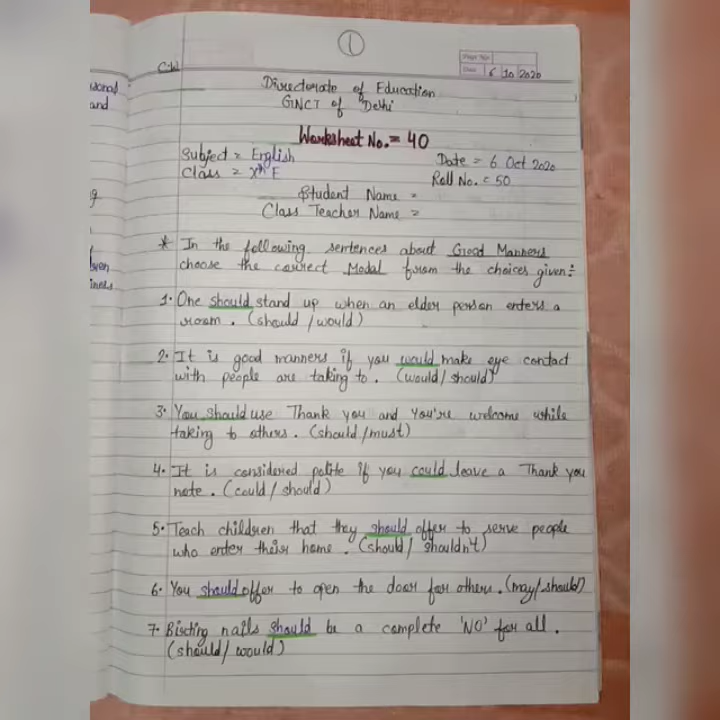 1
Page No:
C.W
Date 6 10 2020
Directorate of Education
GNCT of Delhi
Worksheet No. = 40
Subject = English
Date = 6 Oct 2020
Class = Xth F
Roll No. = 50
Student Name =
Class Teacher Name =
* In the following sentences about Good Manners
choose the correct Modal from the choices given:-
1. One should stand up when an elder person enters a
room. (should / would)
2. It is good manners if you would make eye contact
with people are taking to. (would / should)
3. You should use Thank you and You're welcome while
taking to others. (should / must)
4. It is considered polite if you could leave a Thank you
note. (could / should)
5. Teach children that they should offer to serve people
who enter their home. (should / shouldn't)
6. You should offer to open the door for others. (may / should)
7. Biscting nails should be a complete 'NO' for all.
(should / would)
and